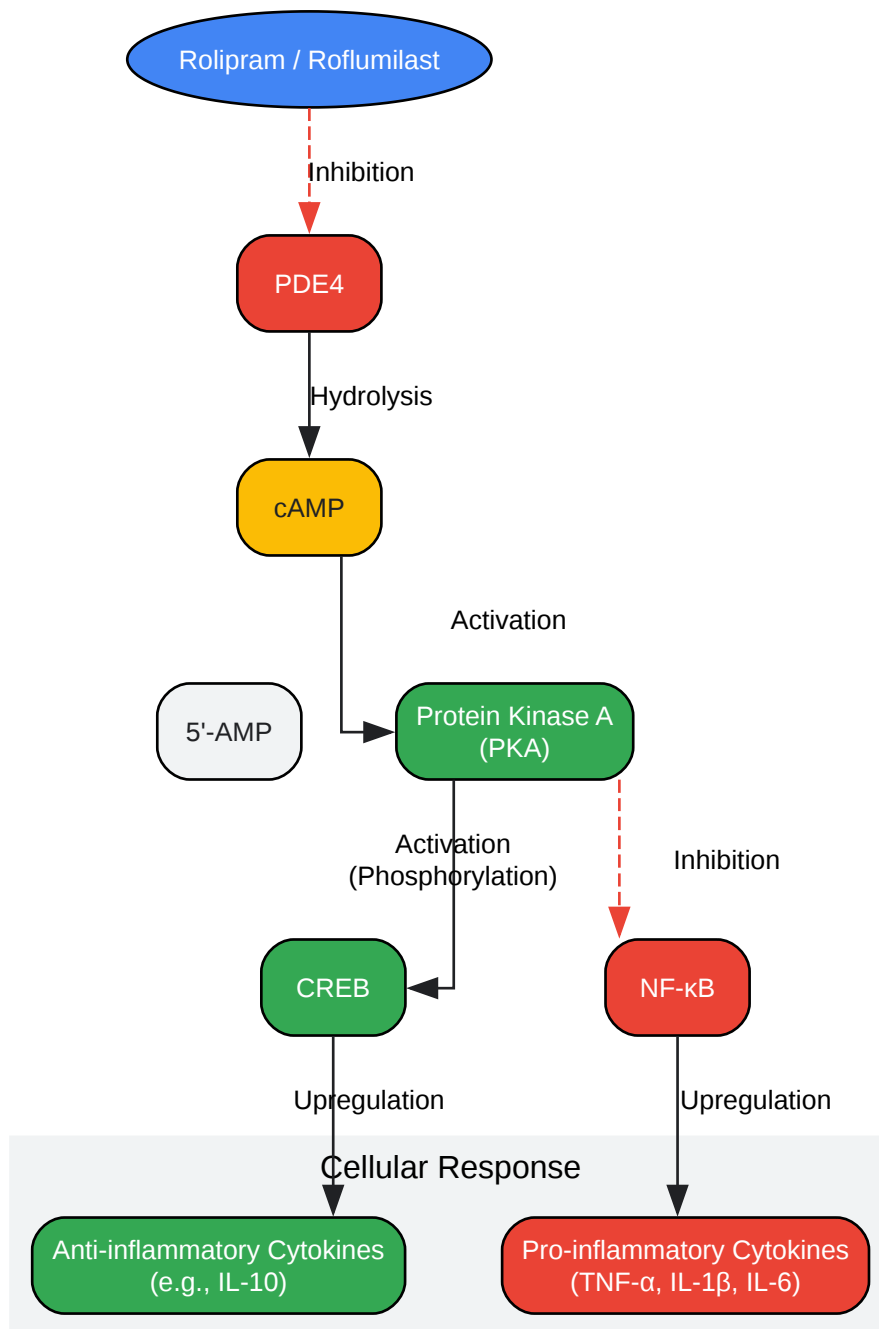 Rolipram / Roflumilast
Inhibition
PDE4
Hydrolysis
cAMP
Activation
5'-AMP
Protein Kinase A
(PKA)
Activation
(Phosphorylation)
Inhibition
CREB
NF-κB
Upregulation
Upregulation
Cellular Response
Anti-inflammatory Cytokines
(e.g., IL-10)
Pro-inflammatory Cytokines
(TNF-α, IL-1β, IL-6)